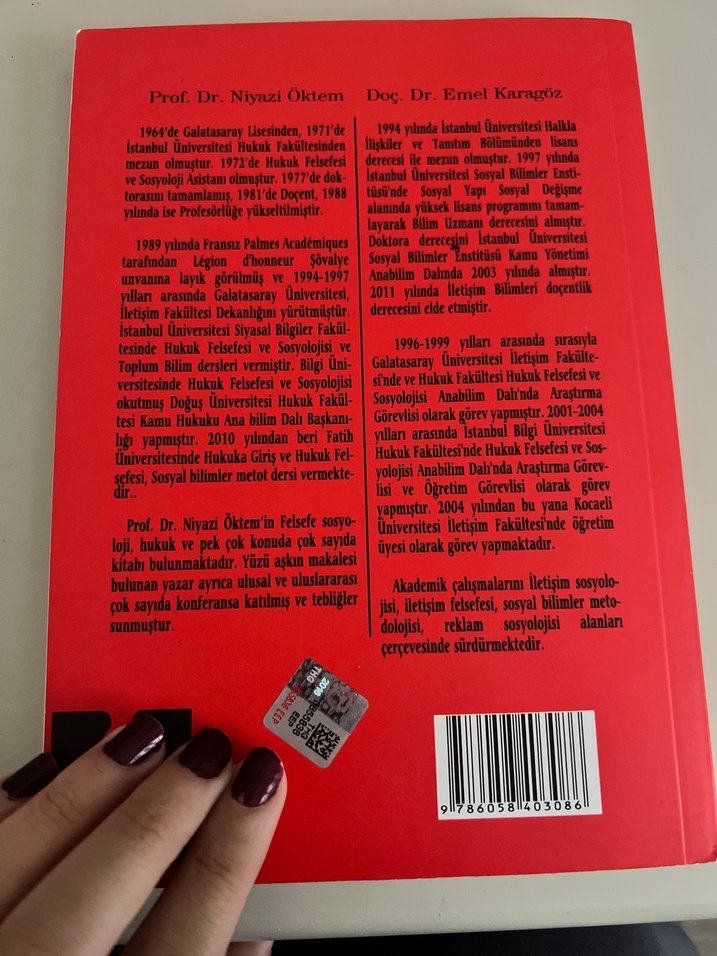 Prof. Dr. Niyazi Öktem
1964'de Galatasaray Lisesinden, 1971'de
İstanbul Üniversitesi Hukuk Fakültesinden
mezun olmuştur. 1972'de Hukuk Felsefesi
ve Sosyoloji Asistanı olmuştur. 1977'de dok-
torasını tamamlamış, 1981'de Doçent, 1988
yılında ise Profesörlüğe yükseltilmiştir.
1989 yılında Fransız Palmes Académiques
tarafından Légion d'honneur Şövalye
unvanına layık görülmüş ve 1994-1997
yılları arasında Galatasaray Üniversitesi,
İletişim Fakültesi Dekanlığını yürütmüştür.
İstanbul Üniversitesi Siyasal Bilgiler Fakül-
tesinde Hukuk Felsefesi ve Sosyolojisi ve
Toplum Bilim dersleri vermiştir. Bilgi Üni-
versitesinde Hukuk Felsefesi ve Sosyolojisi
okutmuş Doğuş Üniversitesi Hukuk Fakül-
tesi Kamu Hukuku Ana bilim Dalı Başkanı-
lığı yapmıştır. 2010 yılından beri Fatih
Üniversitesinde Hukuka Giriş ve Hukuk Fel-
sefesi, Sosyal bilimler metot dersi vermekte-
dir..
Prof. Dr. Niyazi Öktem'in Felsefe sosyo-
loji, hukuk ve pek çok konuda çok sayıda
kitabı bulunmaktadır. Yüzü aşkın makalesi
bulunan yazar ayrıca ulusal ve uluslararası
çok sayıda konferansa katılmış ve tebliğler
sunmuştur.
Doç. Dr. Emel Karagöz
1994 yılında İstanbul Üniversitesi Halkla
İlişkiler ve Tanıtım Bölümünden lisans
derecesi ile mezun olmuştur. 1997 yılında
İstanbul Üniversitesi Sosyal Bilimler Ensti-
tüsü'nde Sosyal Yapı Sosyal Değişme
alanında yüksek lisans programını tamam-
layarak Bilim Uzmanı derecesini almıştır.
Doktora derecesini İstanbul Üniversitesi
Sosyal Bilimler Enstitüsü Kamu Yönetimi
Anabilim Dalında 2003 yılında almıştır.
2011 yılında İletişim Bilimleri doçentlik
derecesini elde etmiştir.
1996-1999 yılları arasında sırasıyla
Galatasaray Üniversitesi İletişim Fakülte-
si'nde ve Hukuk Fakültesi Hukuk Felsefesi ve
Sosyolojisi Anabilim Dalı'nda Araştırma
Görevlisi olarak görev yapmıştır. 2001-2004
yılları arasında İstanbul Bilgi Üniversitesi
Hukuk Fakültesi'nde Hukuk Felsefesi ve Sos-
yolojisi Anabilim Dalı'nda Araştırma Görev-
lisi ve Öğretim Görevlisi olarak görev
yapmıştır. 2004 yılından bu yana Kocaeli
Üniversitesi İletişim Fakültesi'nde öğretim
üyesi olarak görev yapmaktadır.
Akademik çalışmalarını İletişim sosyolo-
jisi, iletişim felsefesi, sosyal bilimler meto-
dolojisi, reklam sosyolojisi alanları
çerçevesinde sürdürmektedir.
THG
2018
THG
EEP
9 786058 403086